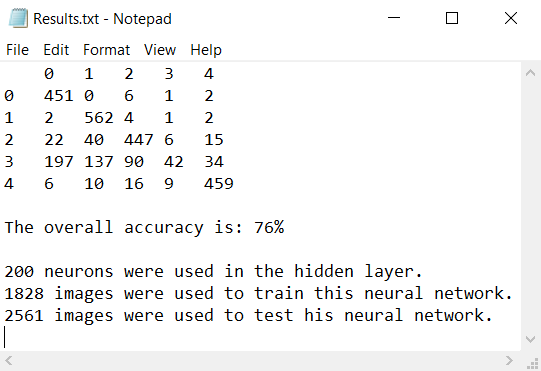 Results.txt - Notepad
File Edit Format View Help
0 1 2 3 4
0 451 0 6 1 2
1 2 562 4 1 2
2 22 40 447 6 15
3 197 137 90 42 34
4 6 10 16 9 459
The overall accuracy is: 76%
200 neurons were used in the hidden layer.
1828 images were used to train this neural network.
2561 images were used to test his neural network.